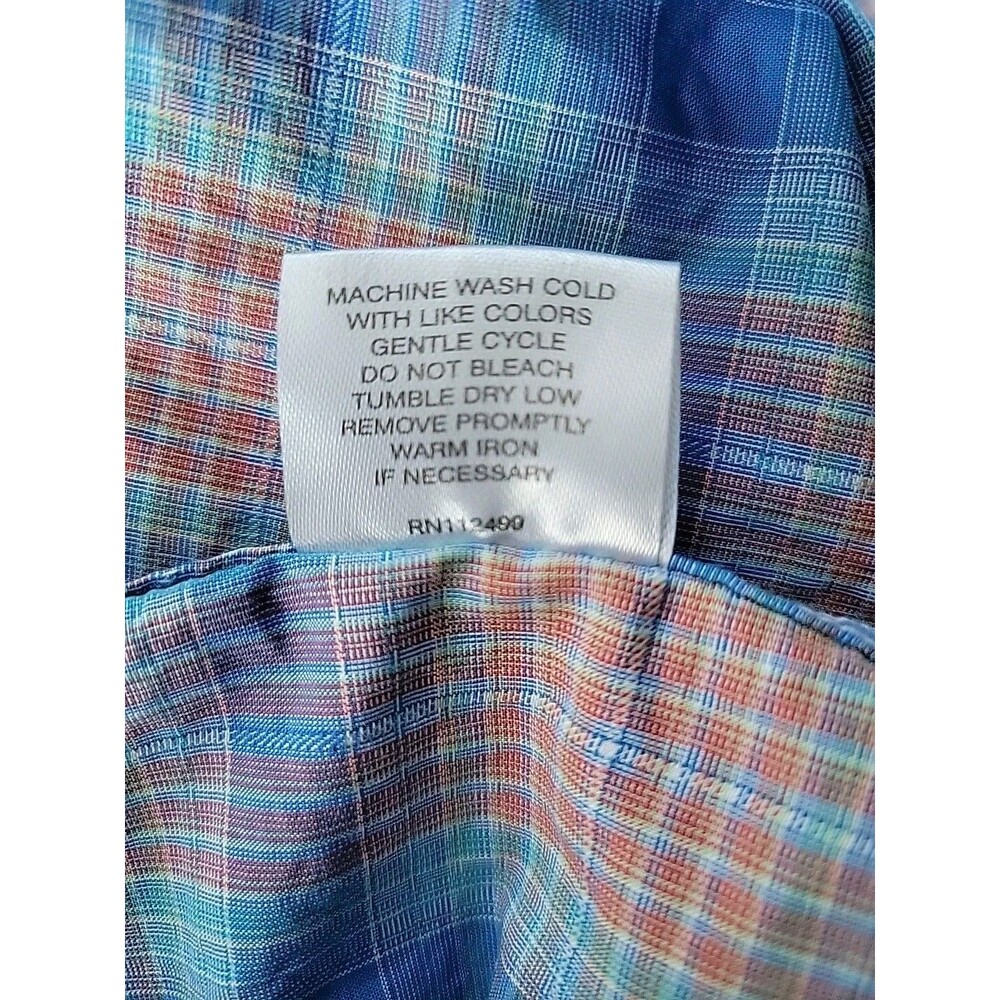 MACHINE WASH COLD
WITH LIKE COLORS
GENTLE CYCLE
DO NOT BLEACH
TUMBLE DRY LOW
REMOVE PROMPTLY
WARM IRON
IF NECESSARY
RN112499